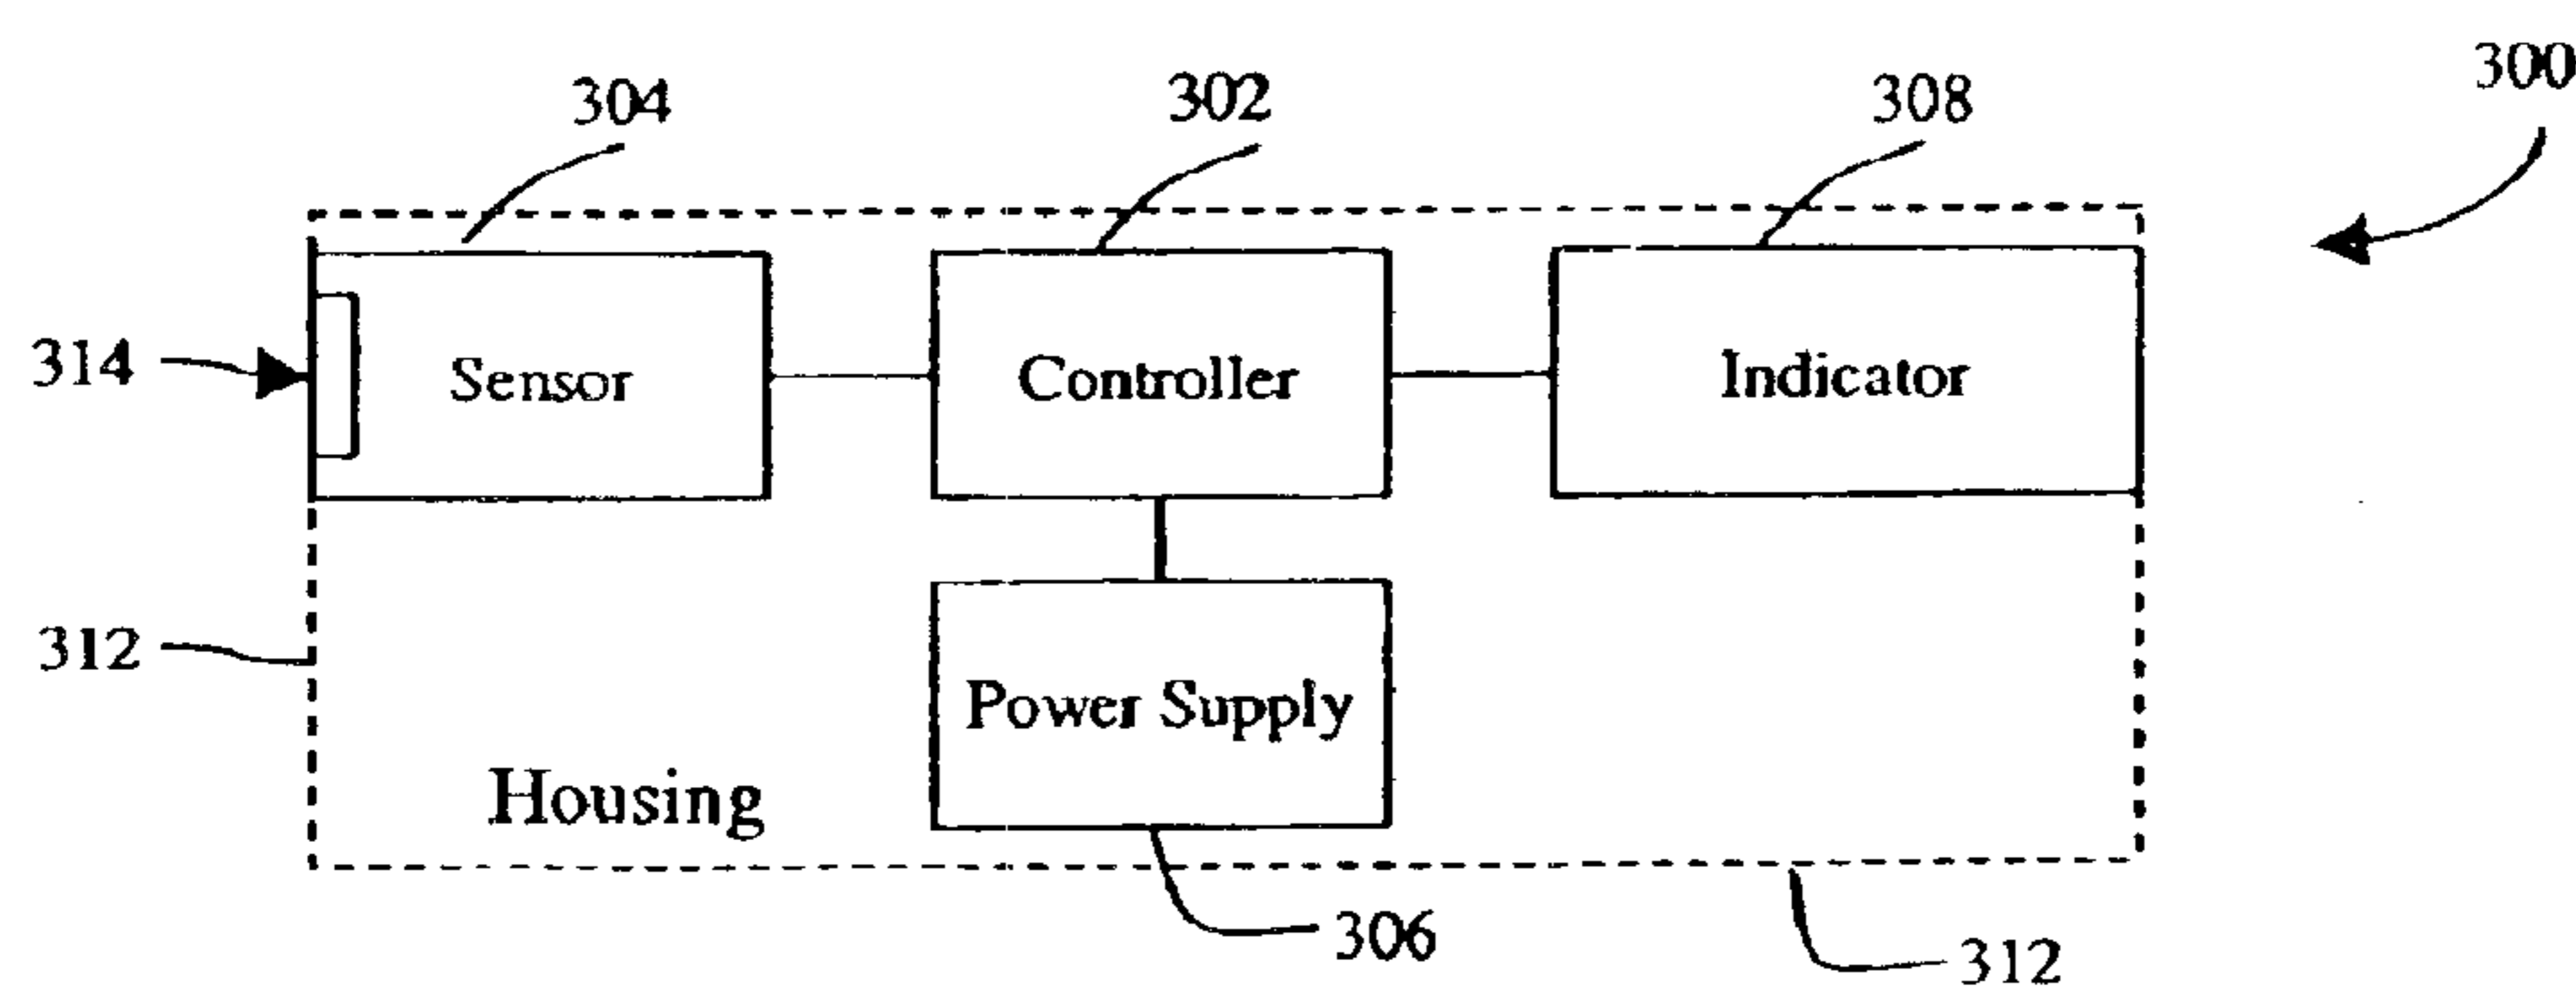 300
304
302
308
314
Sensor
Controller
Indicator
312
Power Supply
Housing
306
312